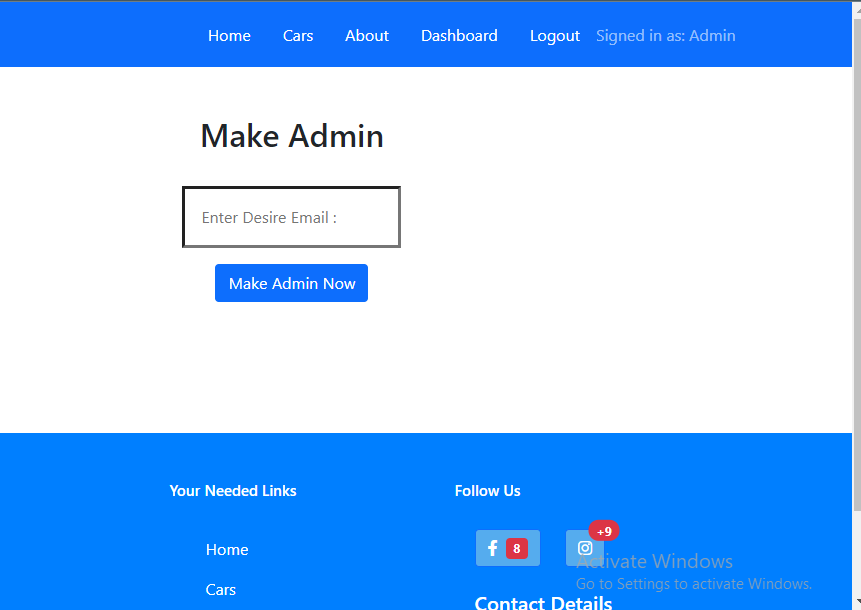 Home Cars About Dashboard Logout Signed in as: Admin
Make Admin
Enter Desire Email :
Make Admin Now
Your Needed Links
Follow Us
Home
Cars
8
+9
Contact Details
Activate Windows
Go to Settings to activate Windows.